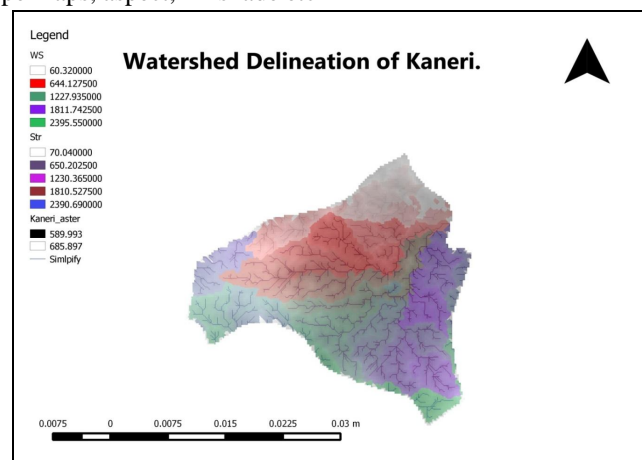 Legend
Watershed Delineation of Kaneri.
WS
60.320000
644.127500
1227.935000
1811.742500
2395.550000
Str
70.040000
650.202500
1230.365000
1810.527500
2390.690000
Kaneri_aster
589.993
685.897
Simlpify
0.0075 0 0.0075 0.015 0.0225 0.03 m